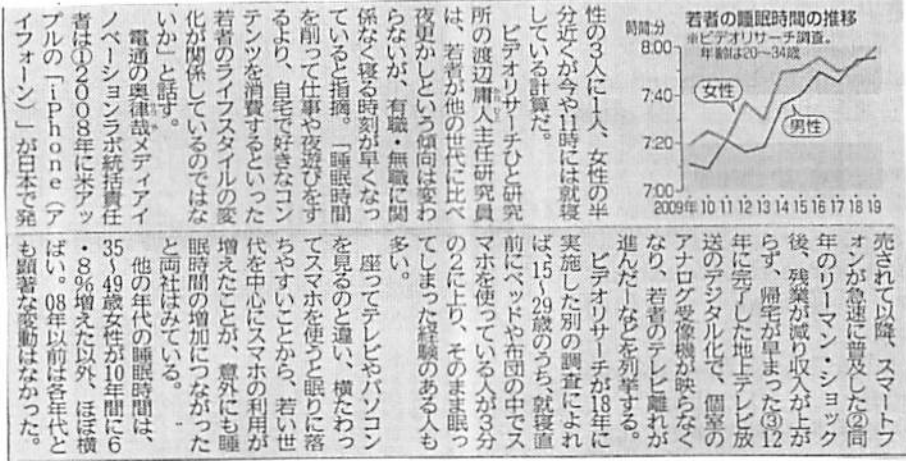 若者の睡眠時間の推移
※ビデオリサーチ調査。
年齢は20〜34歳
時間:分
8:00
7:40
7:20
7:00
女性
男性
2009年 10 11 12 13 14 15 16 17 18 19
性の3人に1人、女性の半
分近くが今や11時には就寝
している計算だ。
ビデオリサーチひと研究
所の渡辺庸人主任研究員
は、若者が他の世代に比べ
夜更かしという傾向は変わ
らないが、有職・無職に関
係なく寝る時刻が早くなっ
ていると指摘。「睡眠時間
を削って仕事や夜遊びをす
るより、自宅で好きなコン
テンツを消費するといった
若者のライフスタイルの変
化が関係しているのではな
いか」と話す。
電通の奥律哉メディアイ
ノベーションラボ統括責任
者は①2008年に米アッ
プルの「iPhone（ア
イフォーン）」が日本で発
売されて以降、スマートフ
ォンが急速に普及した②同
年のリーマン・ショック
後、残業が減り収入が上が
らず、帰宅が早まった③12
年に完了した地上テレビ放
送のデジタル化で、個室の
アナログ受像機が映らなく
なり、若者のテレビ離れが
進んだ―などを列挙する。
ビデオリサーチが18年に
実施した別の調査によれ
ば、15〜29歳のうち、就寝直
前にベッドや布団の中でス
マホを使っている人が3分
の2に上り、そのまま眠っ
てしまった経験のある人も
多い。
座ってテレビやパソコン
を見るのと違い、横たわっ
てスマホを使うと眠りに落
ちやすいことから、若い世
代を中心にスマホの利用が
増えたことが、意外にも睡
眠時間の増加につながった
と両社はみている。
他の年代の睡眠時間は、
35〜49歳女性が10年間に6
・8％増えた以外、ほぼ横
ばい。08年以前は各年代と
も顕著な変動はなかった。